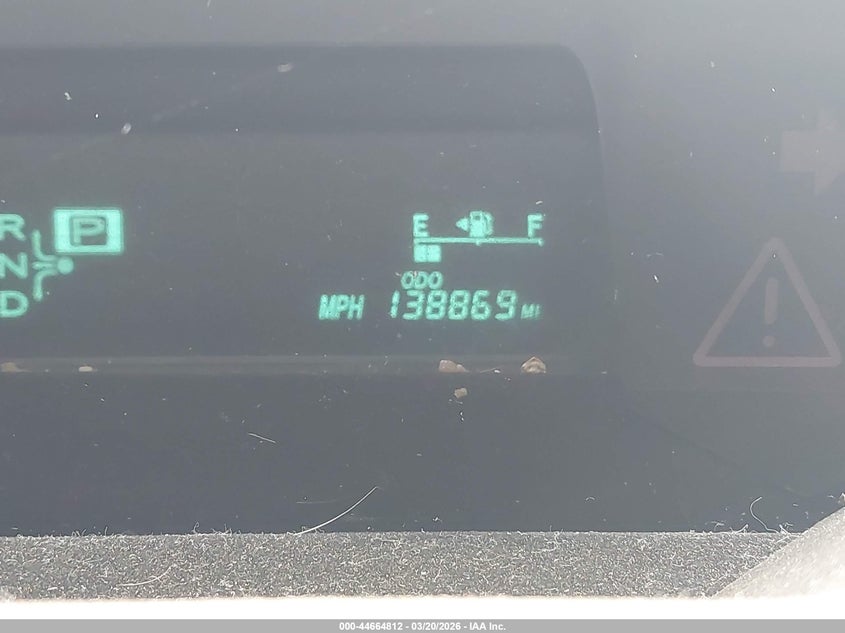 R P
N
D
E F
ODO
MPH 138869 MI
000-44664812 - 03/20/2026 - IAA Inc.